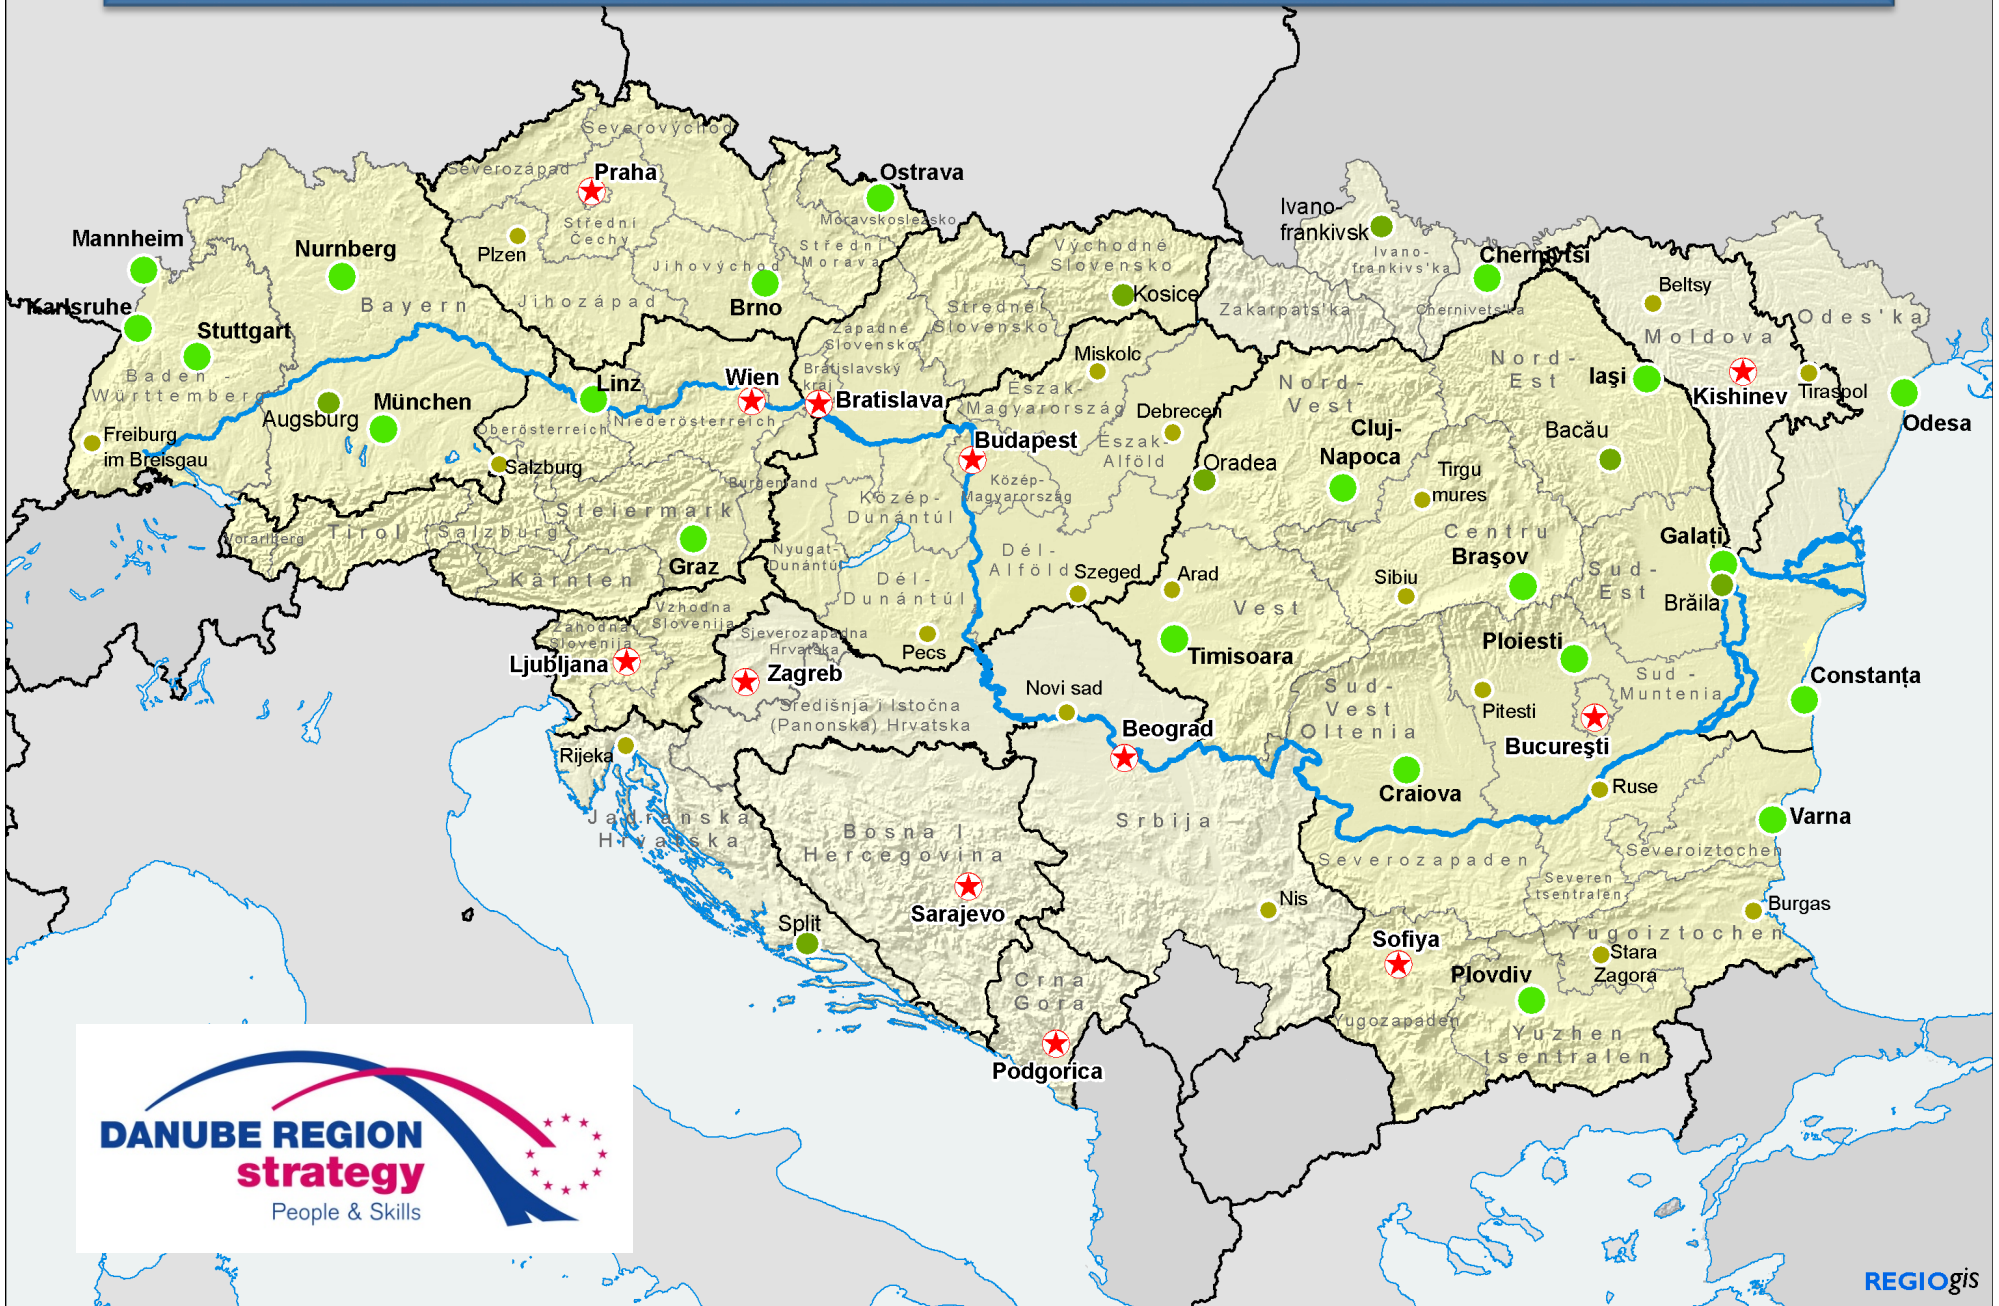 Severovýchod
Severozápad
Praha
Ostrava
Střední
Čechy
Moravskoslezsko
Mannheim
Nurnberg
Plzen
Jihovýchod
Střední
Morava
Východné
Slovensko
Ivano-
frankivsk
Ivano-
frankivs'ka
Chernivtsi
Karlsruhe
Stuttgart
Bayern
Jihozápad
Brno
Kosice
Stredné
Slovensko
Zakarpats'ka
Chernivets'ka
Beltsy
Moldova
Odes'ka
Západné
Slovensko
Bratislavský
kraj
Miskolc
Nord-
Est
Baden -
Württemberg
Augsburg
München
Linz
Wien
Bratislava
Észak-
Magyarország
Debrecen
Nord-
Vest
Iași
Kishinev
Tiraspol
Odesa
Freiburg
im Breisgau
Oberösterreich
Niederösterreich
Salzburg
Budapest
Észak-
Alföld
Oradea
Cluj-
Napoca
Tirgu
mures
Bacău
Burgenland
Közép-
Dunántúl
Közép-
Magyarország
Vorarlberg
Tirol
Salzburg
Steiermark
Graz
Kärnten
Nyugat-
Dunántúl
Dél-
Dunántúl
Dél-
Alföld
Szeged
Arad
Vest
Centru
Sibiu
Brașov
Sud-
Est
Galați
Brăila
Vzhodna
Slovenija
Zahodna
Slovenija
Ljubljana
Sjeverozapadna
Hrvatska
Zagreb
Pecs
Timisoara
Ploiesti
Sud -
Muntenia
Constanța
Središnja i Istočna
(Panonska) Hrvatska
Novi sad
Beograd
Sud-
Vest
Oltenia
Pitesti
București
Rijeka
Craiova
Ruse
Varna
Jadranska
Hrvatska
Bosna I
Hercegovina
Srbija
Severozapaden
Severoiztochen
Severen
tsentralen
Sarajevo
Split
Nis
Burgas
Sofiya
Yugoiztochen
Stara
Zagora
Plovdiv
Crna
Gora
Yugozapaden
Yuzhen
tsentralen
Podgorica
DANUBE REGION
strategy
People & Skills
REGIOgis